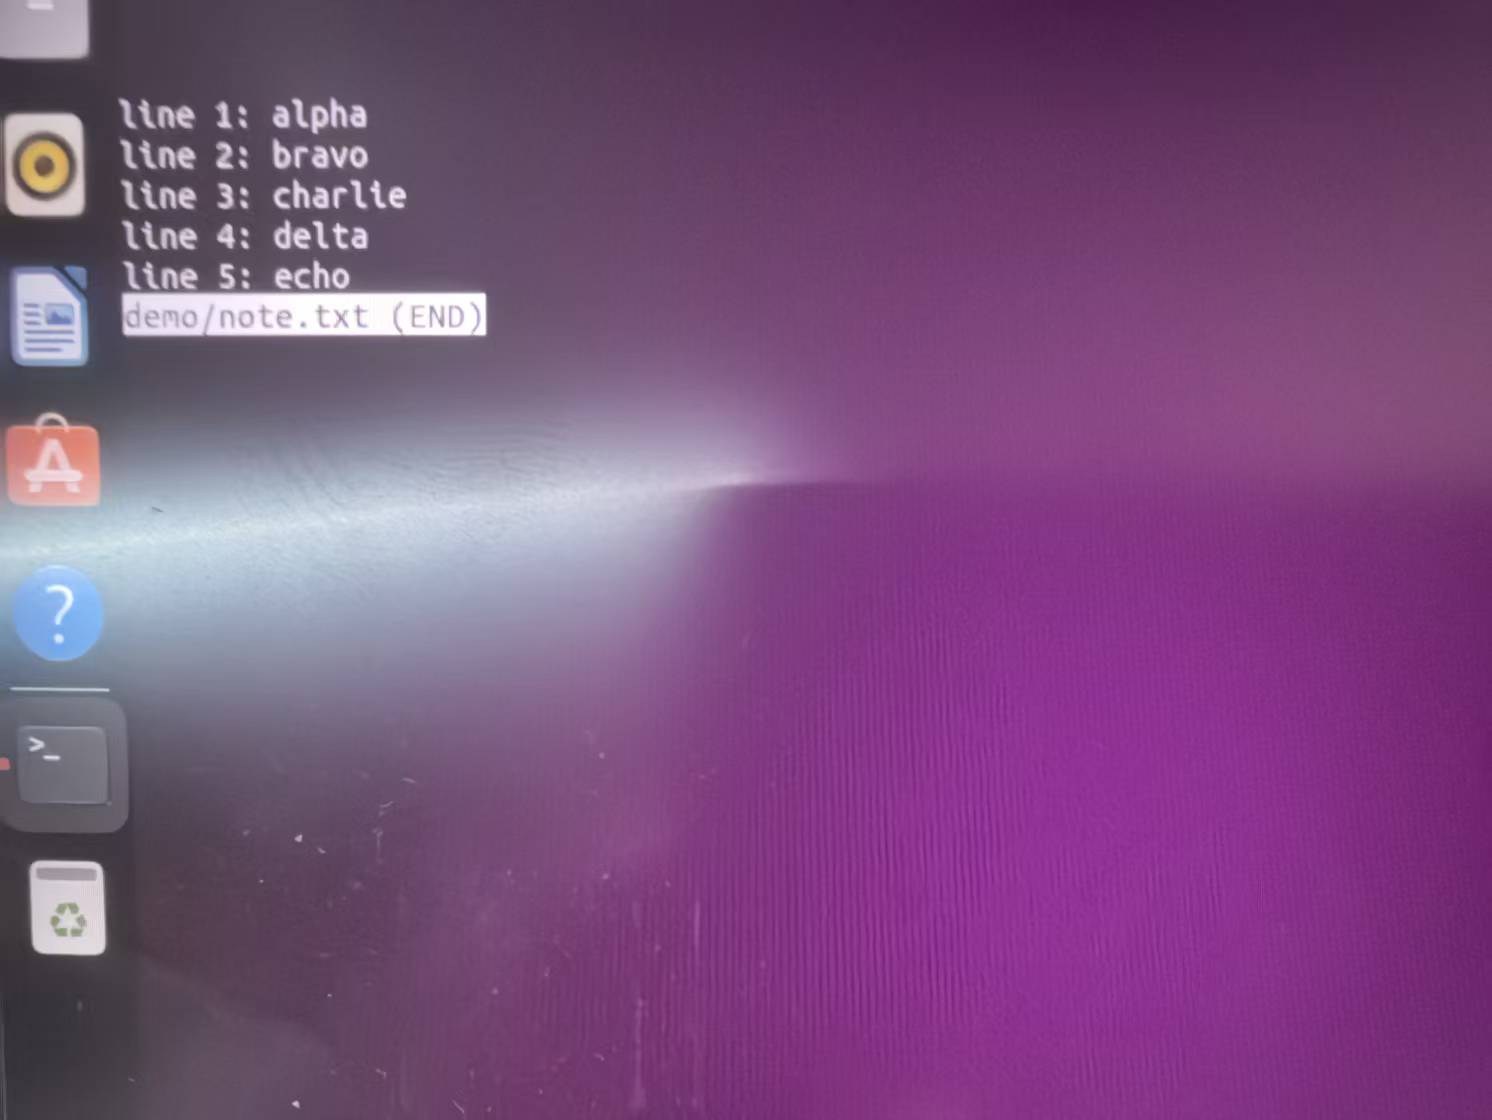 line 1: alpha
line 2: bravo
line 3: charlie
line 4: delta
line 5: echo
demo/note.txt (END)